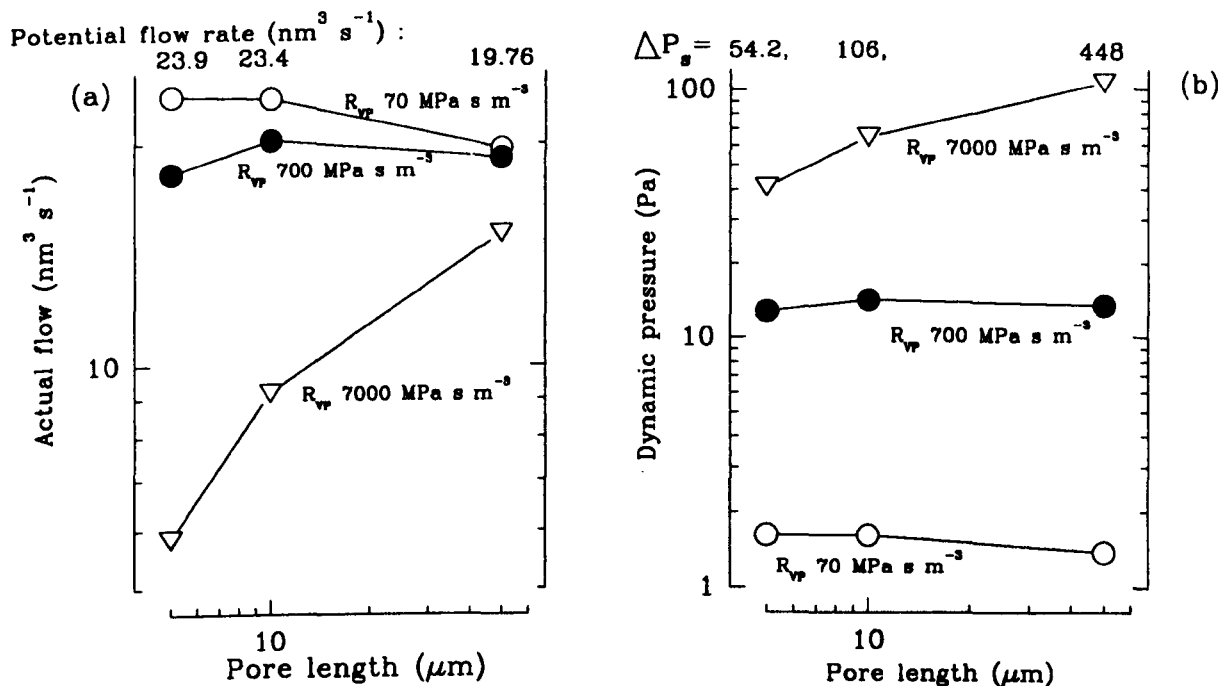 Potential flow rate (nm³ s⁻¹) :
23.9 23.4 19.76
(a)
R_VP 70 MPa s m⁻³
R_VP 700 MPa s m⁻³
R_VP 7000 MPa s m⁻³
10
10
Actual flow (nm³ s⁻¹)
Pore length (μm)
ΔPₛ= 54.2, 106, 448
(b)
100
10
1
R_VP 7000 MPa s m⁻³
R_VP 700 MPa s m⁻³
R_VP 70 MPa s m⁻³
Dynamic pressure (Pa)
10
Pore length (μm)